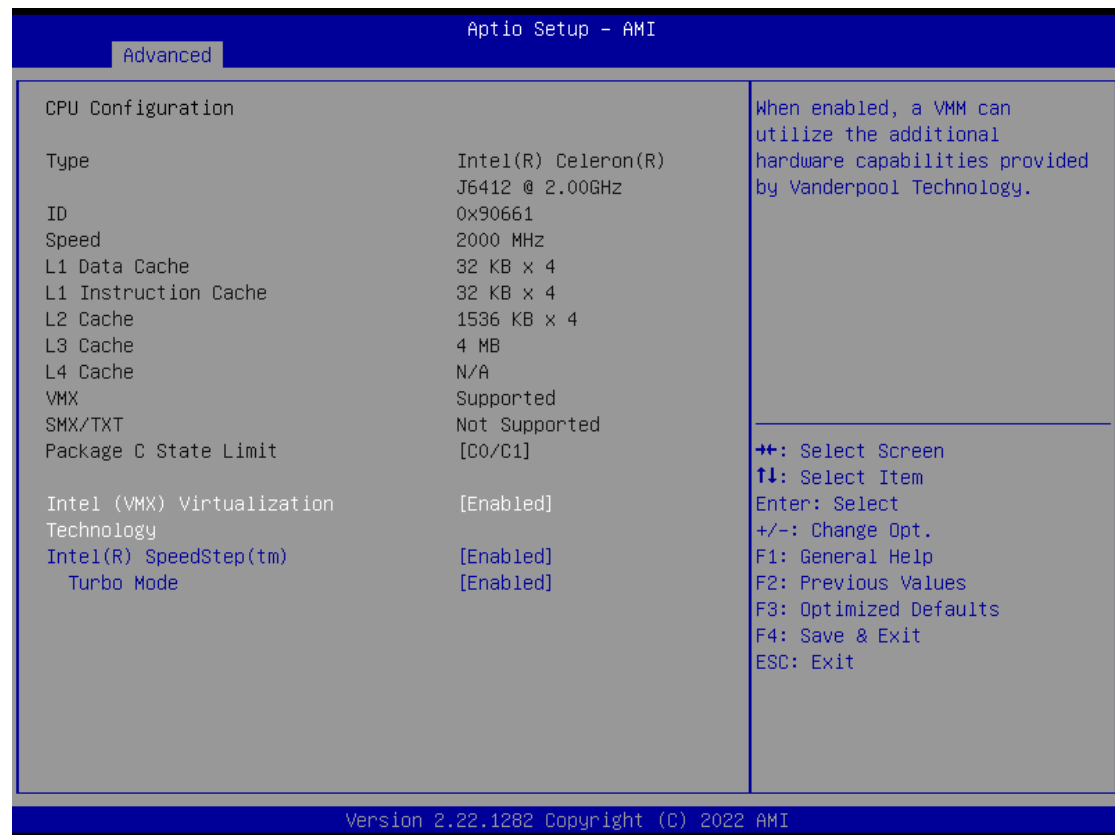 Aptio Setup – AMI
Advanced
CPU Configuration
Type Intel(R) Celeron(R)
J6412 @ 2.00GHz
ID 0x90661
Speed 2000 MHz
L1 Data Cache 32 KB x 4
L1 Instruction Cache 32 KB x 4
L2 Cache 1536 KB x 4
L3 Cache 4 MB
L4 Cache N/A
VMX Supported
SMX/TXT Not Supported
Package C State Limit [C0/C1]
Intel (VMX) Virtualization [Enabled]
Technology
Intel(R) SpeedStep(tm) [Enabled]
Turbo Mode [Enabled]
When enabled, a VMM can
utilize the additional
hardware capabilities provided
by Vanderpool Technology.
→←: Select Screen
↑↓: Select Item
Enter: Select
+/-: Change Opt.
F1: General Help
F2: Previous Values
F3: Optimized Defaults
F4: Save & Exit
ESC: Exit
Version 2.22.1282 Copyright (C) 2022 AMI